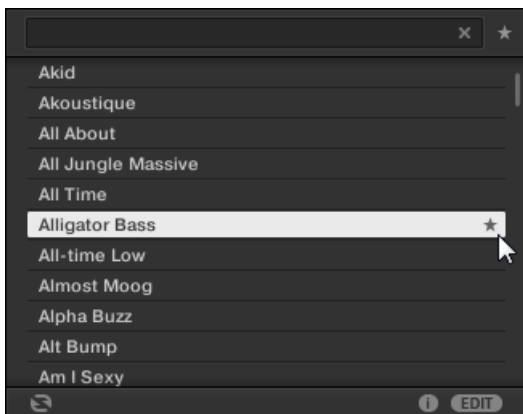 Akid
Akoustique
All About
All Jungle Massive
All Time
Alligator Bass
All-time Low
Almost Moog
Alpha Buzz
Alt Bump
Am I Sexy
i EDIT